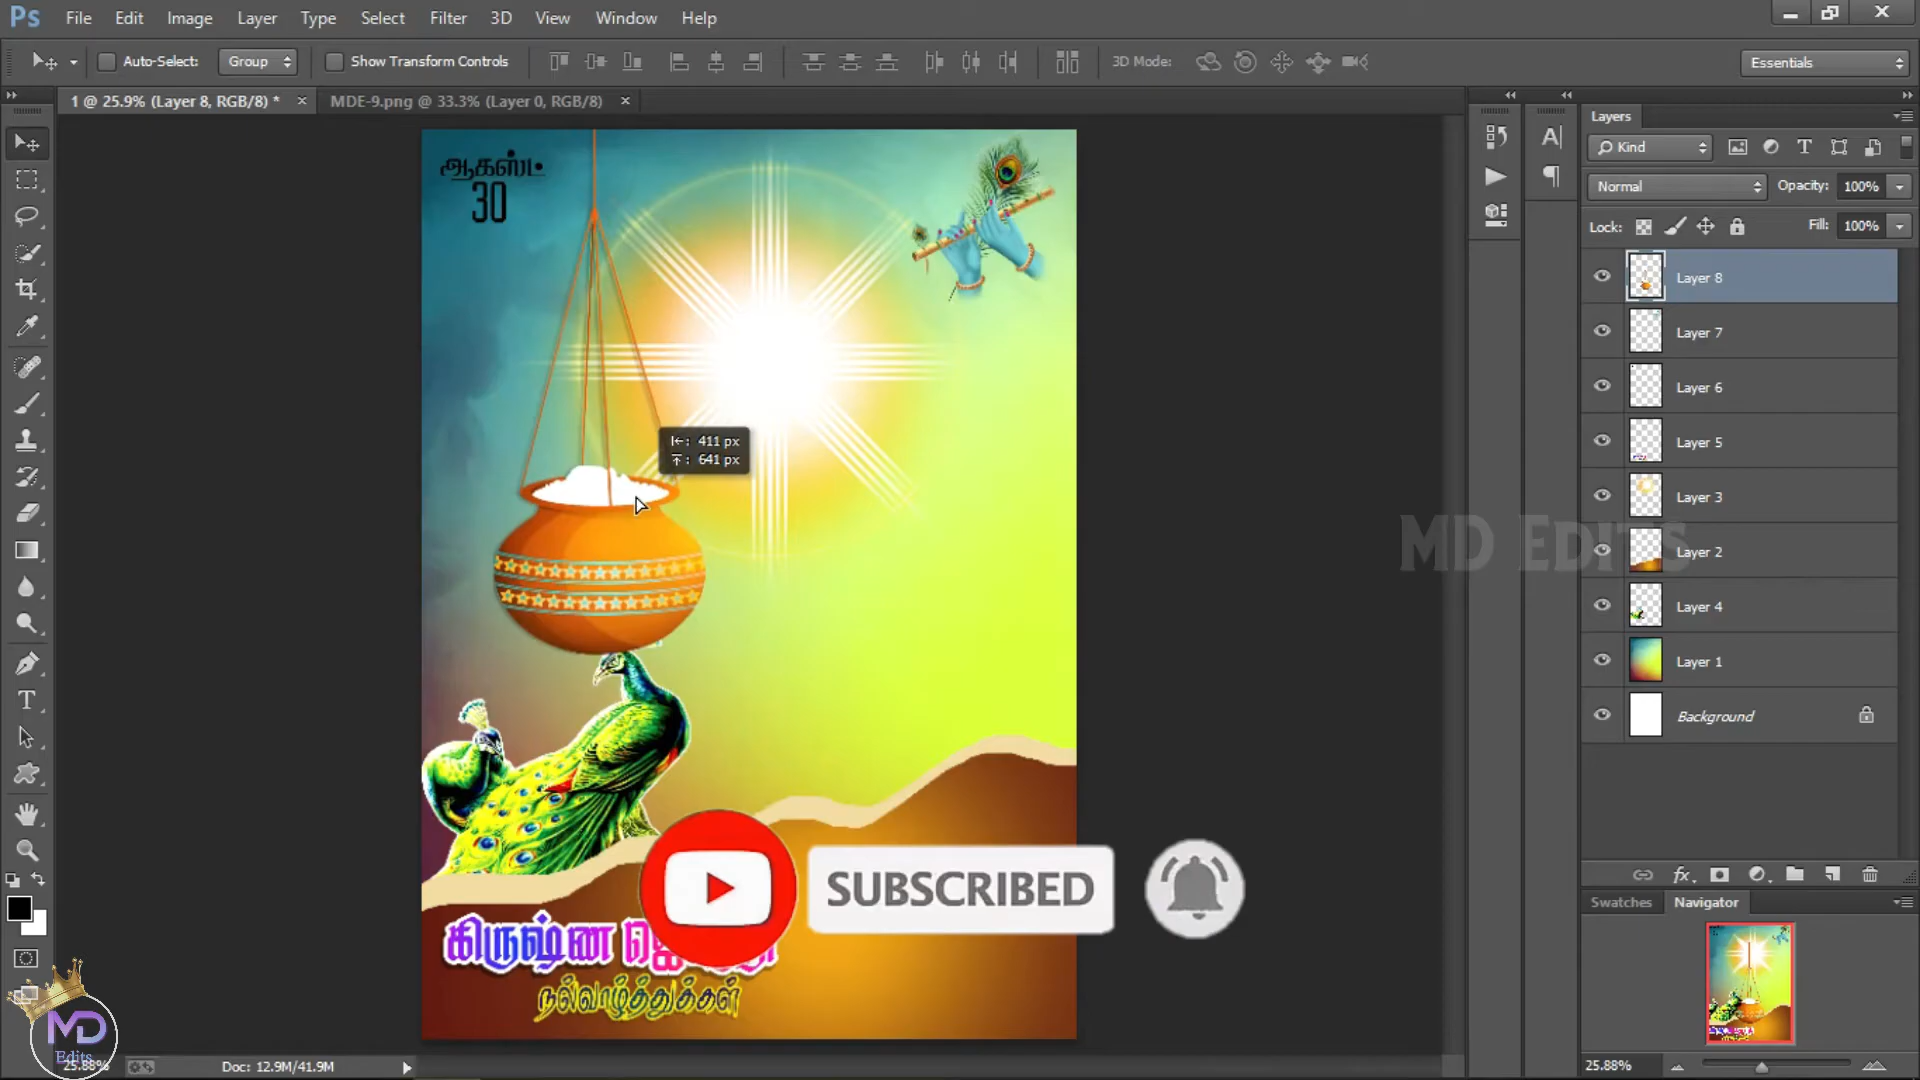 Ps File Edit Image Layer Type Select Filter 3D View Window Help
Auto-Select: Group Show Transform Controls 3D Mode: Essentials
1 @ 25.9% (Layer 8, RGB/8) * × MDE-9.png @ 33.3% (Layer 0, RGB/8) ×
Layers
Kind
Normal Opacity: 100%
Lock: Fill: 100%
Layer 8
Layer 7
Layer 6
Layer 5
Layer 3
Layer 2
Layer 4
Layer 1
Background
Swatches Navigator
25.88%
ஆகஸ்ட்
30
411 px
641 px
MD Edits
SUBSCRIBED
கிருஷ்ண
நல்வாழ்த்துக்கள்
MD
Edits
25.88% Doc: 12.9M/41.9M